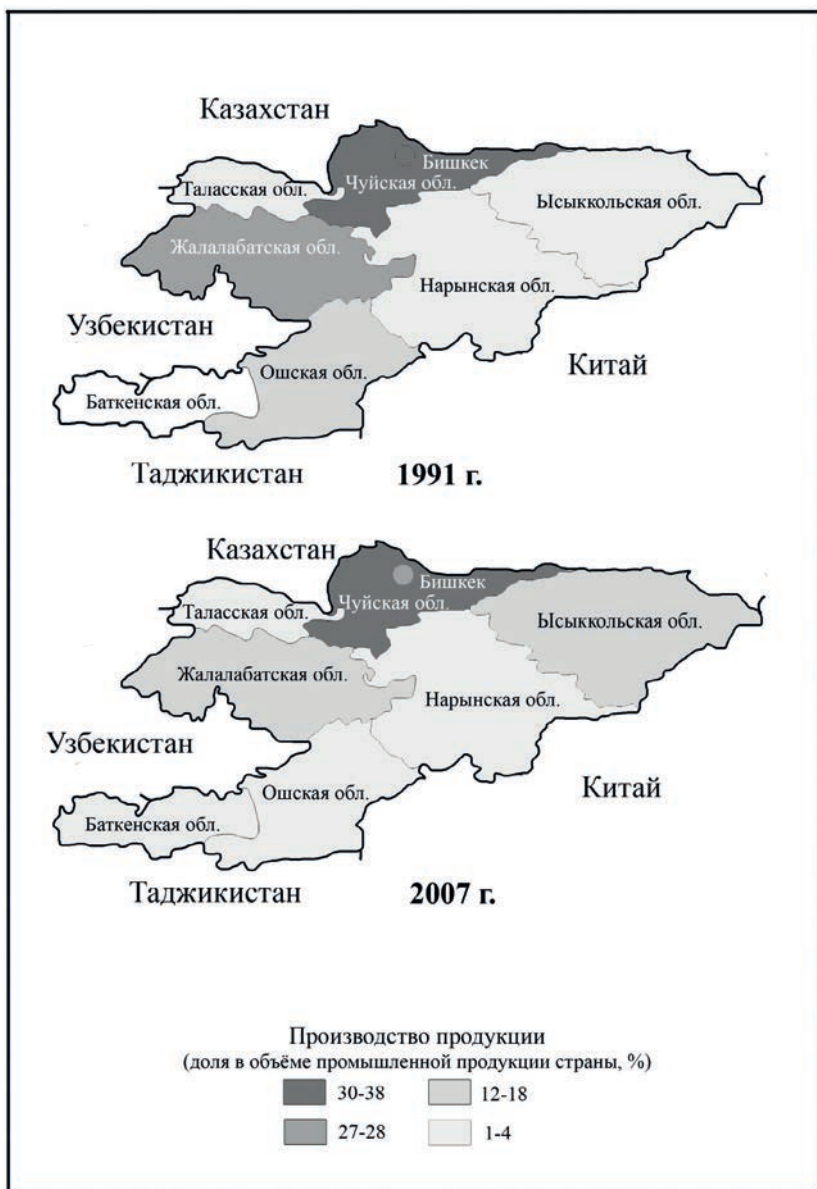 Казахстан
Бишкек
Таласская обл.
Чуйская обл.
Ысыккольская обл.
Жалалабатская обл.
Нарынская обл.
Узбекистан
Ошская обл.
Китай
Баткенская обл.
Таджикистан
1991 г.
Казахстан
Бишкек
Таласская обл.
Чуйская обл.
Ысыккольская обл.
Жалалабатская обл.
Нарынская обл.
Узбекистан
Ошская обл.
Китай
Баткенская обл.
Таджикистан
2007 г.
Производство продукции
(доля в объёме промышленной продукции страны, %)
30-38
12-18
27-28
1-4